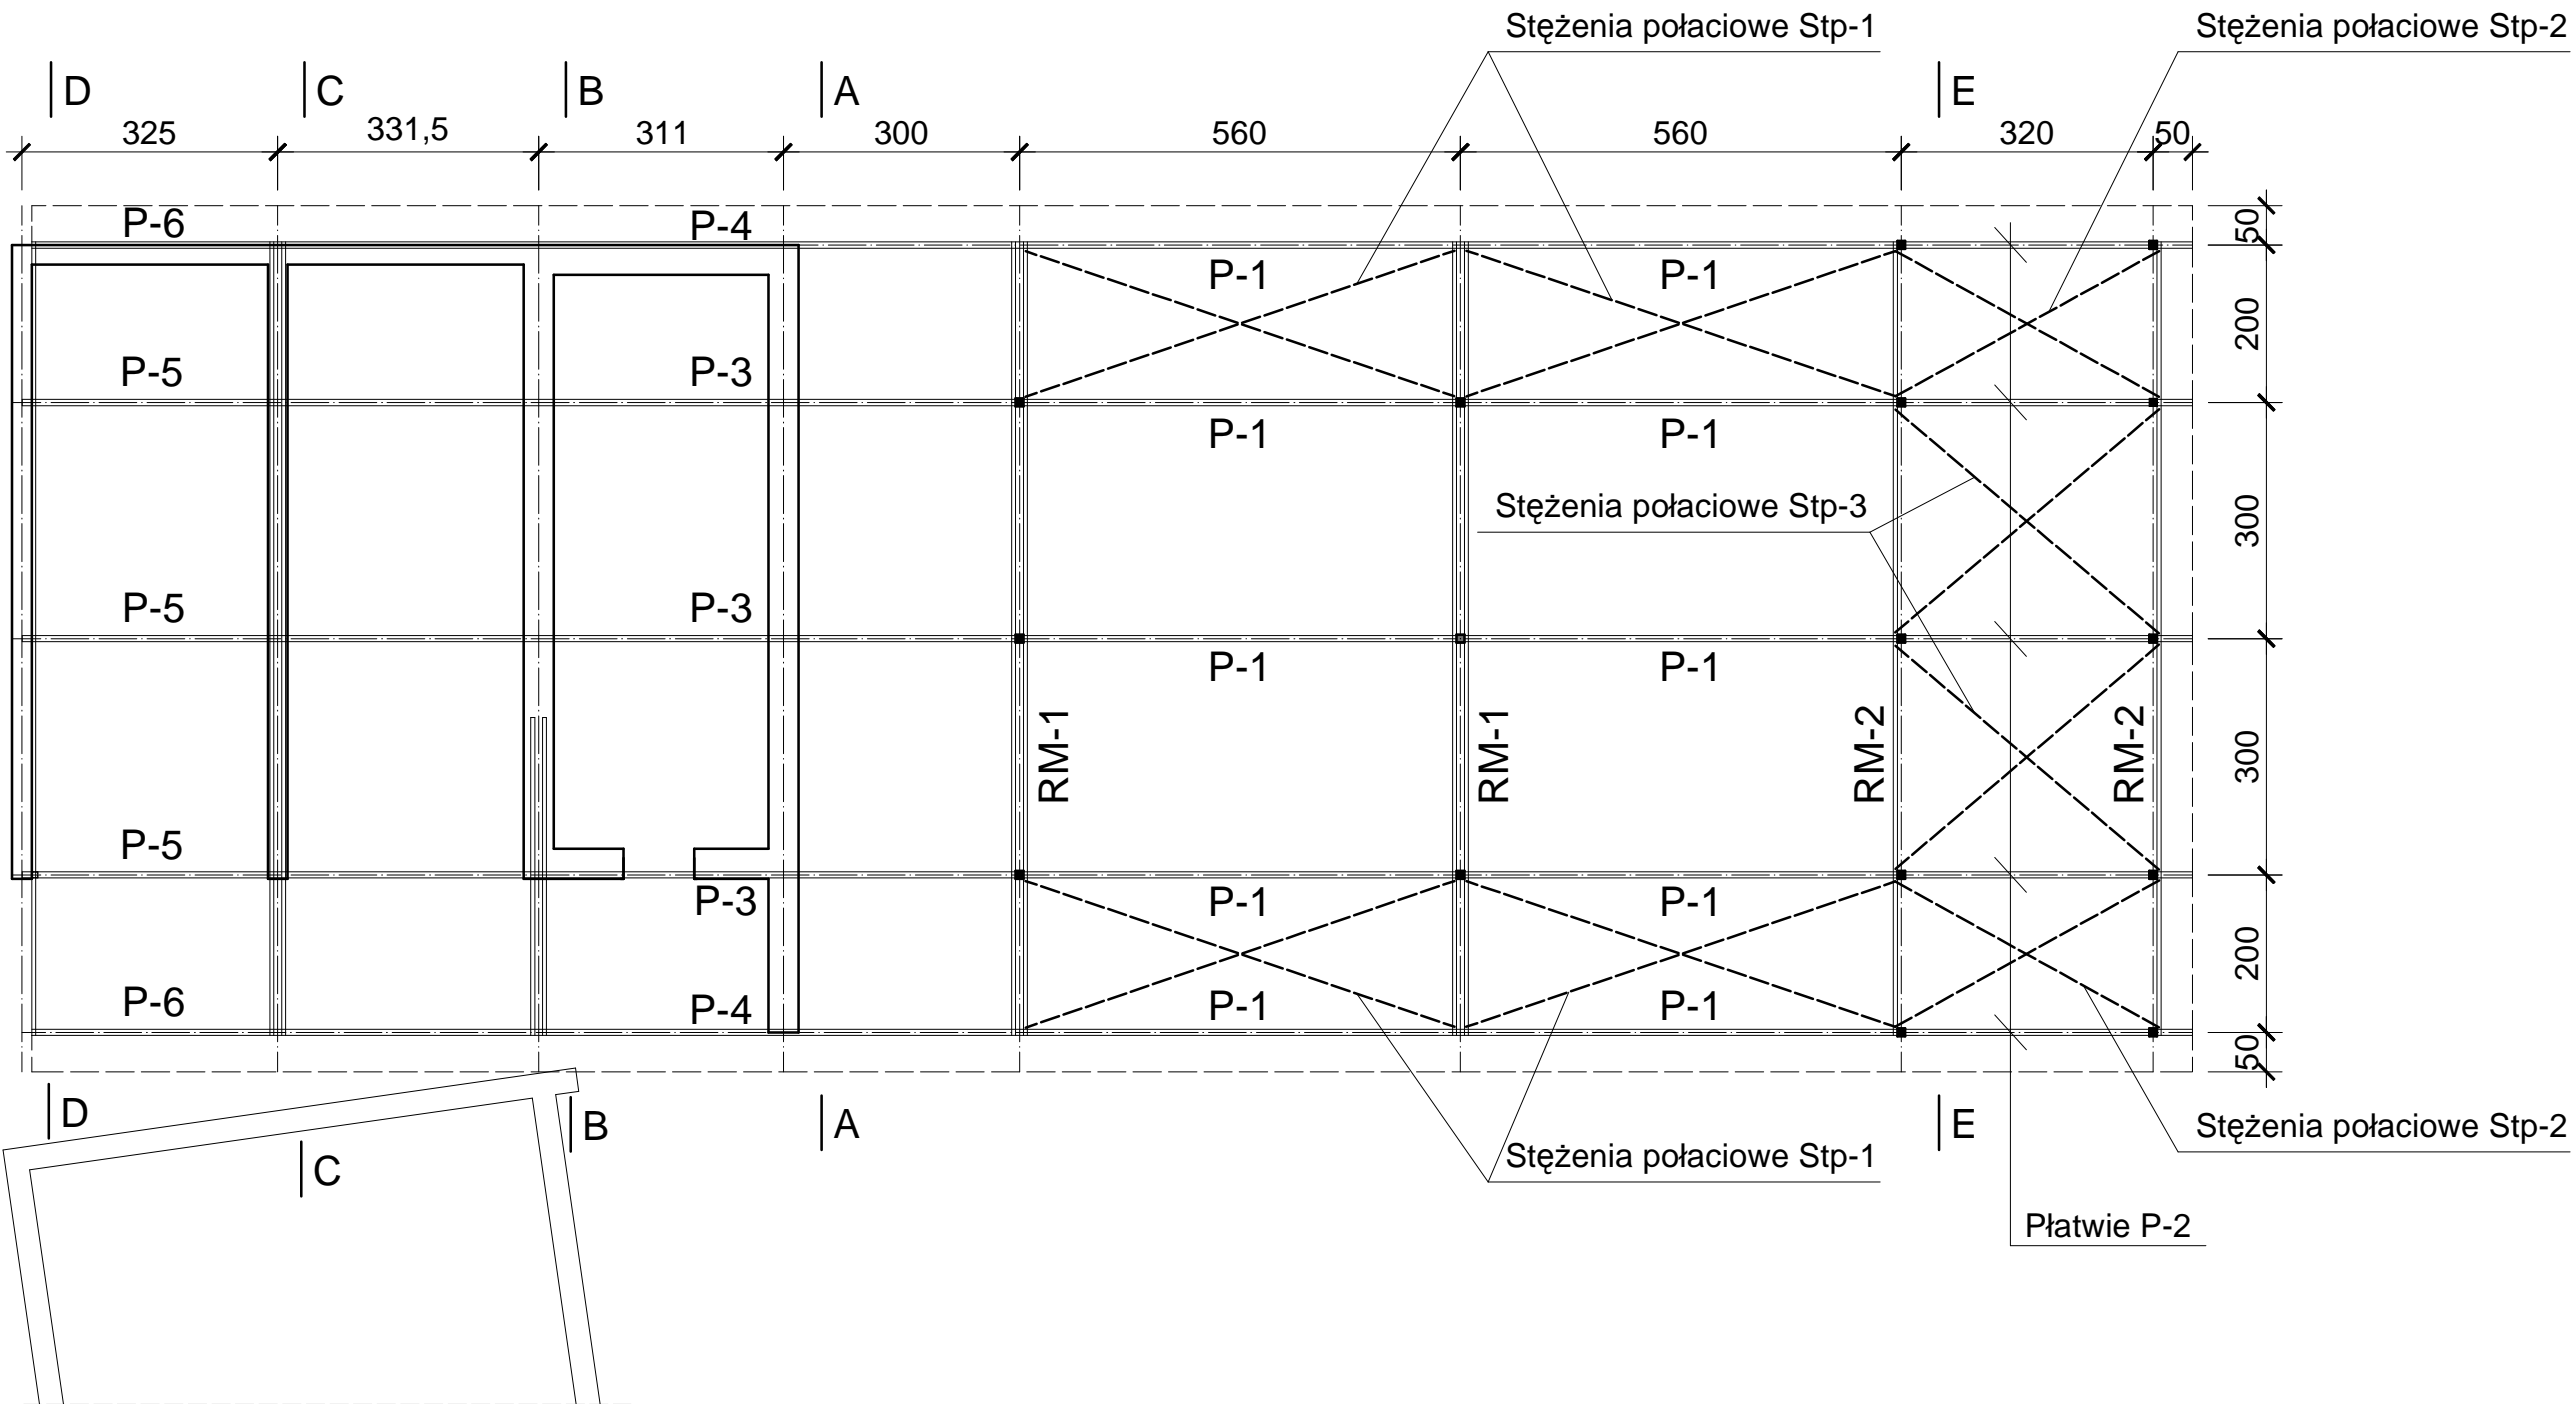 Stężenia połaciowe Stp-1
Stężenia połaciowe Stp-2
D
C
B
A
E
325
331,5
311
300
560
560
320
50
P-6
P-4
50
P-1
P-1
200
P-5
P-3
P-1
P-1
Stężenia połaciowe Stp-3
300
P-5
P-3
P-1
P-1
RM-1
RM-1
RM-2
RM-2
300
P-5
P-3
P-1
P-1
200
P-6
P-4
P-1
P-1
50
D
B
A
E
C
Stężenia połaciowe Stp-1
Stężenia połaciowe Stp-2
Płatwie P-2